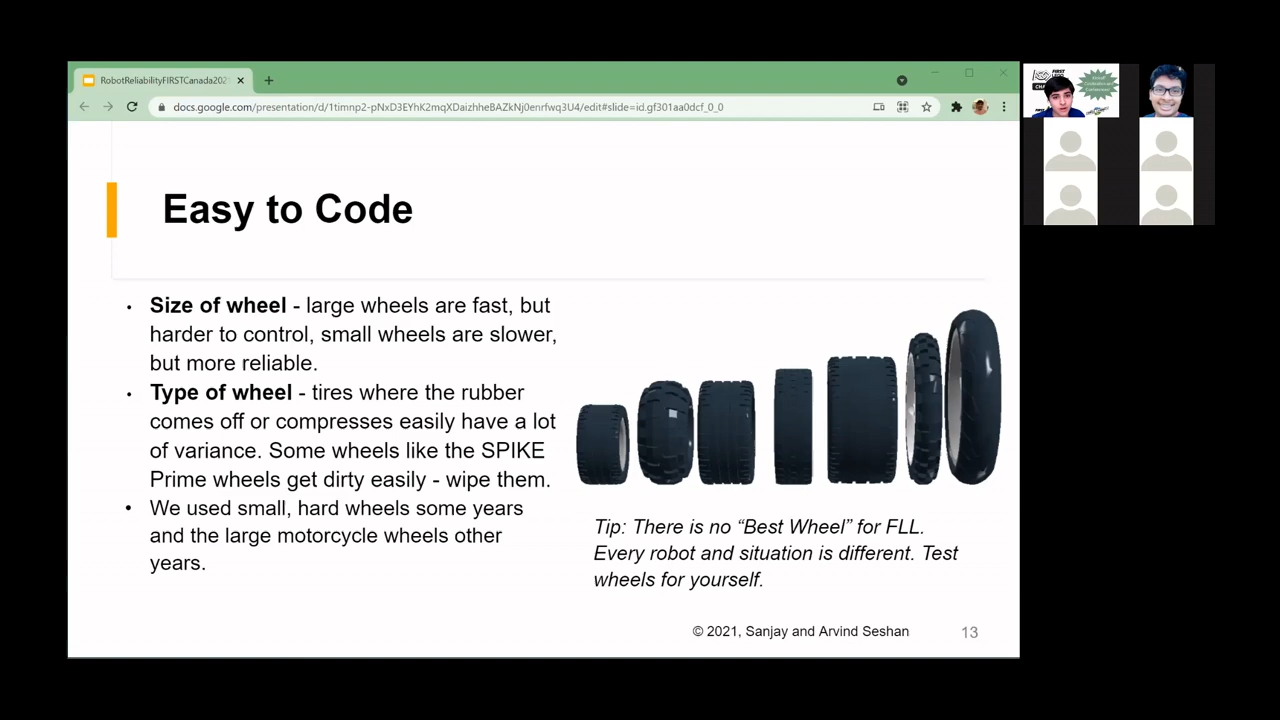 RobotReliabilityFIRSTCanada202
docs.google.com/presentation/d/1timnp2-pNxD3EYhK2mqXDaizhheBAZkNj0enrfwq3U4/edit#slide=id.gf301aa0dcf_0_0
Easy to Code
• Size of wheel - large wheels are fast, but
harder to control, small wheels are slower,
but more reliable.
• Type of wheel - tires where the rubber
comes off or compresses easily have a lot
of variance. Some wheels like the SPIKE
Prime wheels get dirty easily - wipe them.
• We used small, hard wheels some years
and the large motorcycle wheels other
years.
Tip: There is no “Best Wheel” for FLL.
Every robot and situation is different. Test
wheels for yourself.
© 2021, Sanjay and Arvind Seshan
13
FIRST